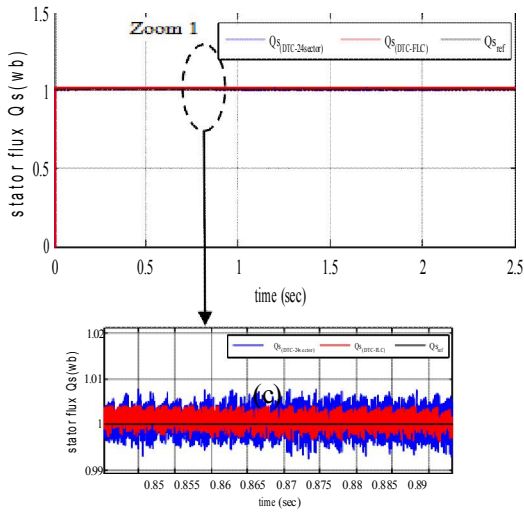 1.5
Zoom 1
Qs(DTC-24sector) Qs(DTC-FLC) Qsref
1
0.5
0
stator flux Qs(wb)
0 0.5 1 1.5 2 2.5
time (sec)
1.02
Qs(DTC-24sector) Qs(DTC-FLC) Qsref
1.01
(c)
1
0.99
stator flux Qs(wb)
0.85 0.855 0.86 0.865 0.87 0.875 0.88 0.885 0.89
time (sec)